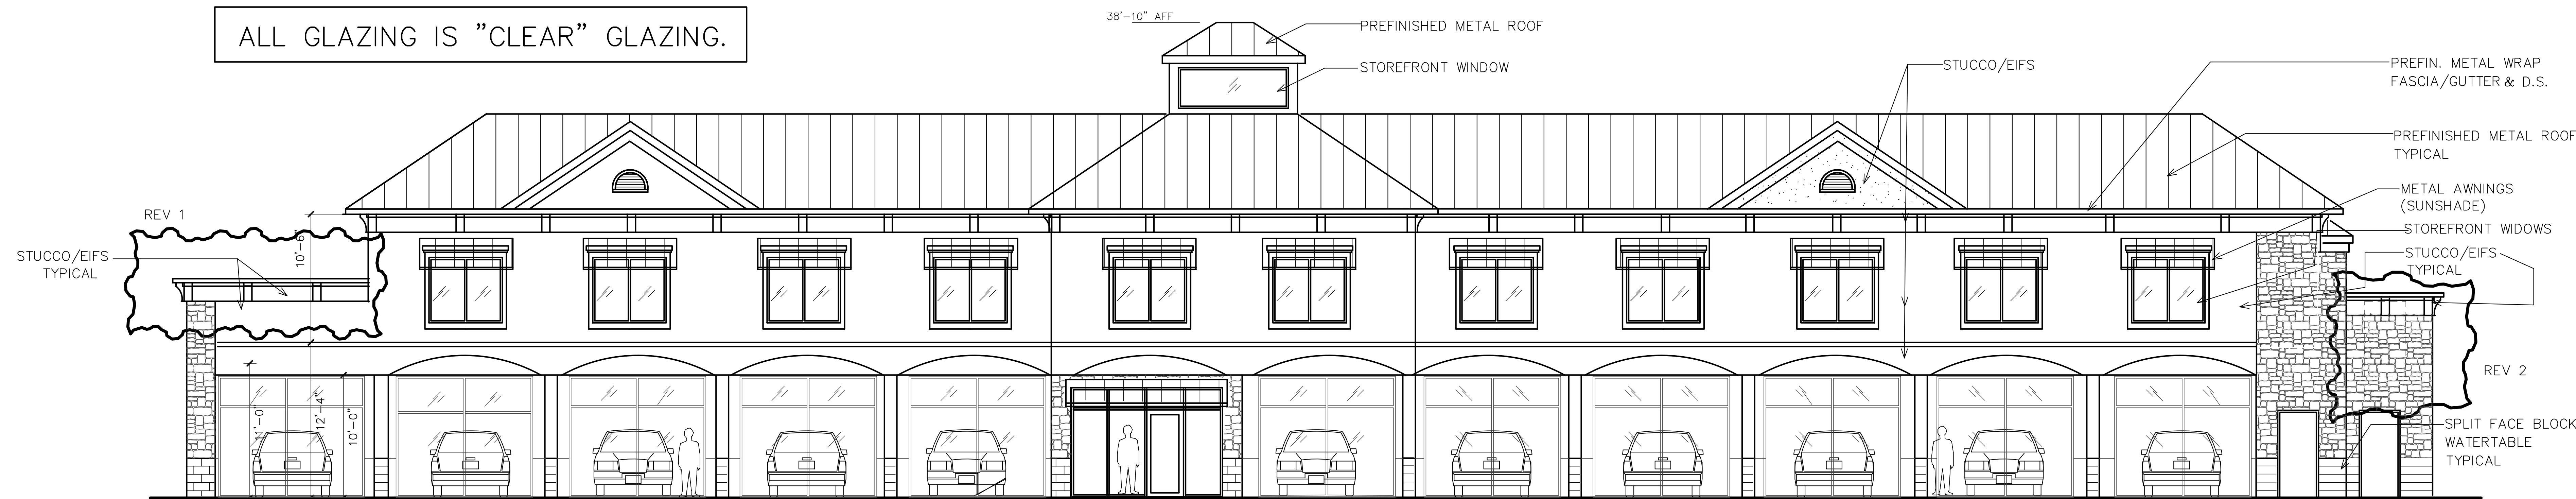 ALL GLAZING IS "CLEAR" GLAZING.
38'-10" AFF
PREFINISHED METAL ROOF
STOREFRONT WINDOW
STUCCO/EIFS
PREFIN. METAL WRAP
FASCIA/GUTTER & D.S.
PREFINISHED METAL ROOF
TYPICAL
METAL AWNINGS
(SUNSHADE)
STOREFRONT WIDOWS
STUCCO/EIFS
TYPICAL
REV 1
STUCCO/EIFS
TYPICAL
10'-6"
11'-0"
12'-4"
10'-0"
REV 2
SPLIT FACE BLOCK
WATERTABLE
TYPICAL